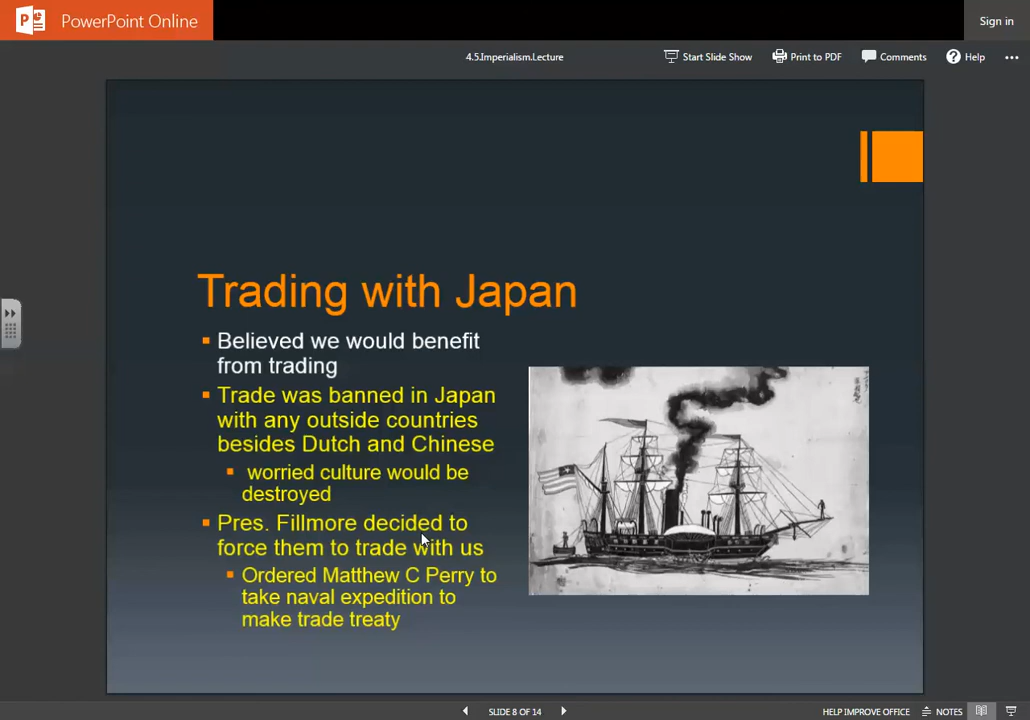 PowerPoint Online
Sign in
4.5.Imperialism.Lecture
Start Slide Show
Print to PDF
Comments
Help
Trading with Japan
Believed we would benefit
from trading
Trade was banned in Japan
with any outside countries
besides Dutch and Chinese
worried culture would be
destroyed
Pres. Fillmore decided to
force them to trade with us
Ordered Matthew C Perry to
take naval expedition to
make trade treaty
SLIDE 8 OF 14
HELP IMPROVE OFFICE
NOTES